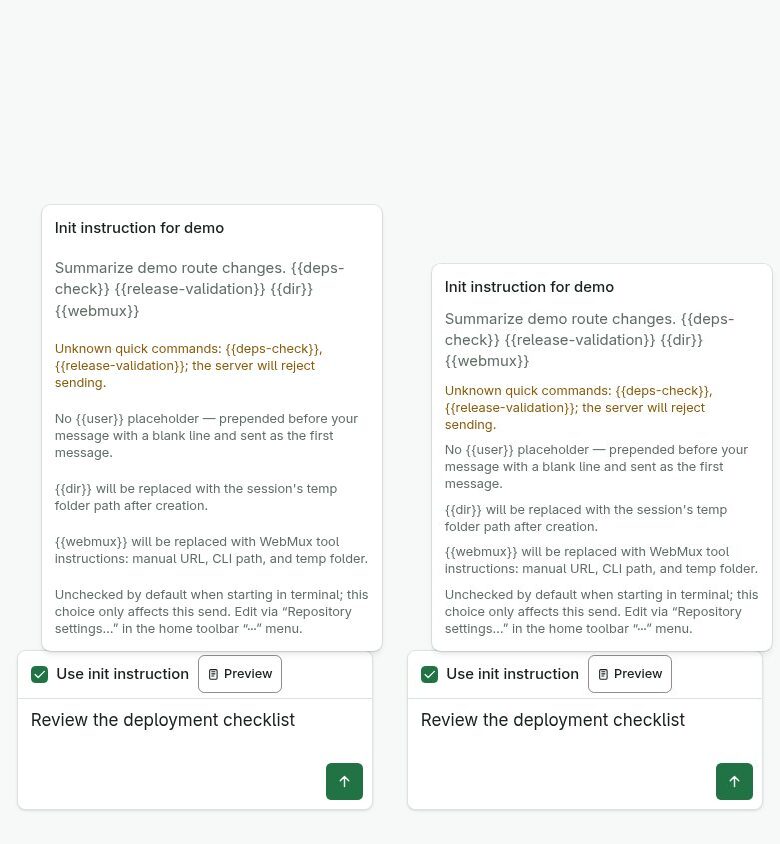 Init instruction for demo
Summarize demo route changes. {{deps-
check}} {{release-validation}} {{dir}}
{{webmux}}
Unknown quick commands: {{deps-check}},
{{release-validation}}; the server will reject
sending.
No {{user}} placeholder — prepended before your
message with a blank line and sent as the first
message.
{{dir}} will be replaced with the session's temp
folder path after creation.
{{webmux}} will be replaced with WebMux tool
instructions: manual URL, CLI path, and temp folder.
Unchecked by default when starting in terminal; this
choice only affects this send. Edit via “Repository
settings…” in the home toolbar “···” menu.
Use init instruction
Preview
Review the deployment checklist
Init instruction for demo
Summarize demo route changes. {{deps-
check}} {{release-validation}} {{dir}}
{{webmux}}
Unknown quick commands: {{deps-check}},
{{release-validation}}; the server will reject
sending.
No {{user}} placeholder — prepended before your
message with a blank line and sent as the first
message.
{{dir}} will be replaced with the session's temp
folder path after creation.
{{webmux}} will be replaced with WebMux tool
instructions: manual URL, CLI path, and temp folder.
Unchecked by default when starting in terminal; this
choice only affects this send. Edit via “Repository
settings…” in the home toolbar “···” menu.
Use init instruction
Preview
Review the deployment checklist